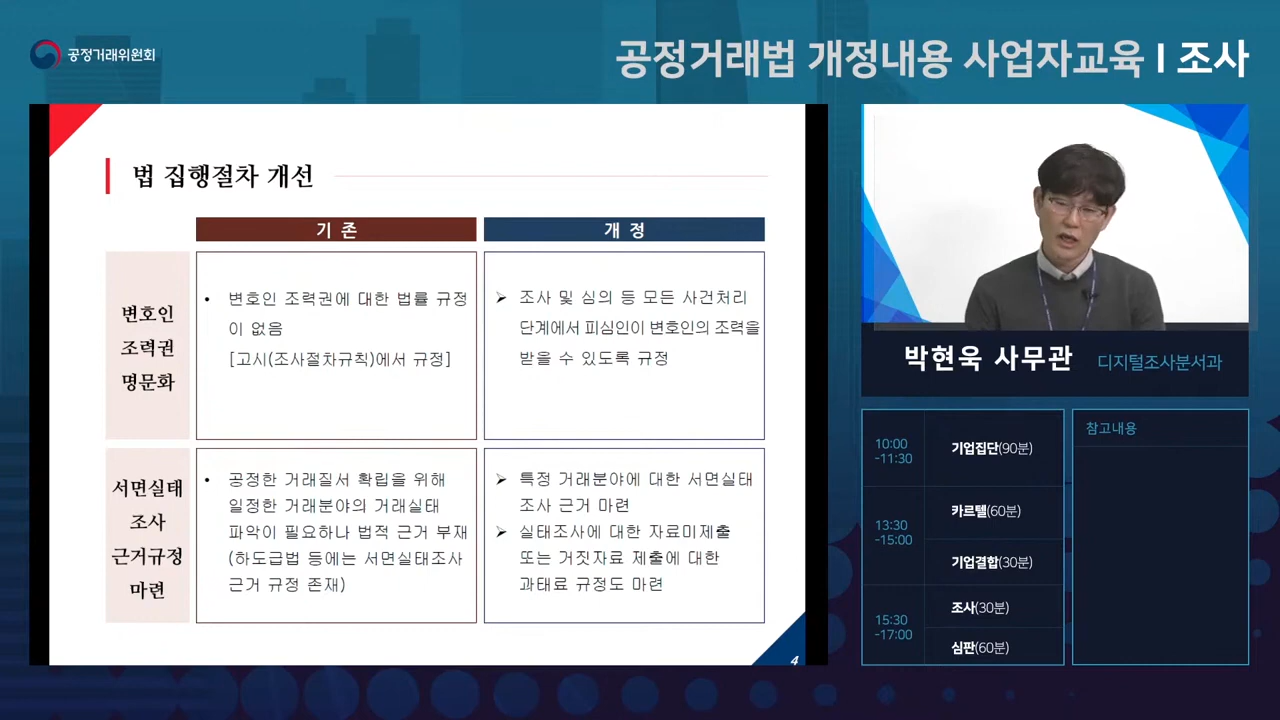 공정거래위원회
공정거래법 개정내용 사업자교육 I 조사
법 집행절차 개선
기 존
개 정
변호인
조력권
명문화
• 변호인 조력권에 대한 법률 규정
이 없음
[고시(조사절차규칙)에서 규정]
➢ 조사 및 심의 등 모든 사건처리
단계에서 피심인이 변호인의 조력을
받을 수 있도록 규정
서면실태
조사
근거규정
마련
• 공정한 거래질서 확립을 위해
일정한 거래분야의 거래실태
파악이 필요하나 법적 근거 부재
(하도급법 등에는 서면실태조사
근거 규정 존재)
➢ 특정 거래분야에 대한 서면실태
조사 근거 마련
➢ 실태조사에 대한 자료미제출
또는 거짓자료 제출에 대한
과태료 규정도 마련
4
박현욱 사무관 디지털조사분석과
10:00
-11:30
기업집단(90분)
13:30
-15:00
카르텔(60분)
기업결합(30분)
15:30
-17:00
조사(30분)
심판(60분)
참고내용